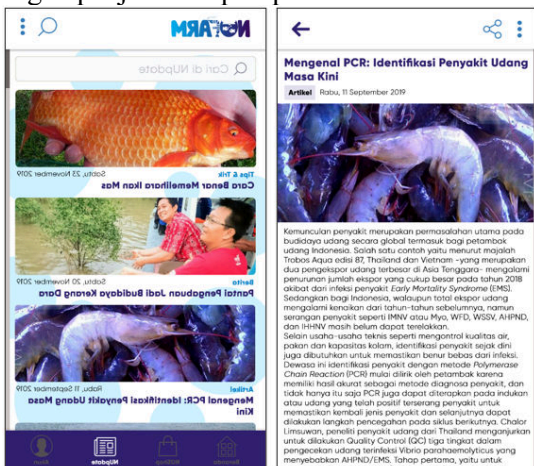 NUFARM
Cari di NUpdate
Tips & Trik
Sabtu, 23 November 2019
Cara Benar Memelihara Ikan Mas
Berita
Sabtu, 20 November 2019
Pantai Pengaduan Jadi Budidaya Kerang Dara
Artikel
Rabu, 11 September 2019
Mengenal PCR: Identifikasi Penyakit Udang Masa
Kini
Beranda NUShop NUpdate Akun
Mengenal PCR: Identifikasi Penyakit Udang
Masa Kini
Artikel Rabu, 11 September 2019
Kemunculan penyakit merupakan permasalahan utama pada
budidaya udang secara global termasuk bagi petambak
udang Indonesia. Salah satu contoh yaitu menurut majalah
Trobos Aqua edisi 87, Thailand dan Vietnam -yang merupakan
dua pengekspor udang terbesar di Asia Tenggara- mengalami
penurunan jumlah ekspor yang cukup besar pada tahun 2018
akibat dari infeksi penyakit Early Mortality Syndrome (EMS).
Sedangkan bagi Indonesia, walaupun total ekspor udang
mengalami kenaikan dari tahun-tahun sebelumnya, namun
serangan penyakit seperti IMNV atau Myo, WFD, WSSV, AHPND,
dan IHHNV masih belum dapat terelakkan.
Selain usaha-usaha teknis seperti mengontrol kualitas air,
pakan dan kapasitas kolam, identifikasi penyakit sejak dini
juga dibutuhkan untuk memastikan benur bebas dari infeksi.
Dewasa ini identifikasi penyakit dengan metode Polymerase
Chain Reaction (PCR) mulai dilirik oleh petambak karena
memiliki hasil akurat sebagai metode diagnosa penyakit, dan
tidak hanya itu saja PCR juga dapat diterapkan pada indukan
atau udang yang telah positif terserang penyakit untuk
memastikan kembali jenis penyakit dan selanjutnya dapat
dilakukan langkah pencegahan pada siklus berikutnya. Chalor
Limsuwan, peneliti penyakit udang dari Thailand menganjurkan
untuk dilakukan Quality Control (QC) tiga tingkat dalam
pengecekan udang terinfeksi Vibrio parahaemolyticus yang
menyebabkan AHPND/EMS. Tahap pertama, yaitu untuk